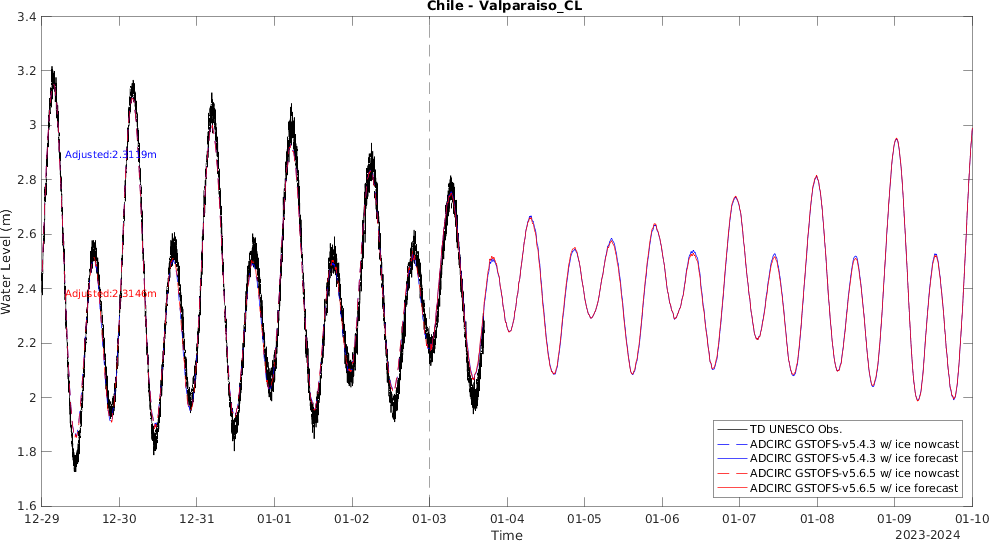 Chile - Valparaiso_CL
3.4
3.2
3
2.8
2.6
2.4
2.2
2
1.8
1.6
Water Level (m)
Adjusted:2.3119m
Adjusted:2.3146m
TD UNESCO Obs.
ADCIRC GSTOFS-v5.4.3 w/ ice nowcast
ADCIRC GSTOFS-v5.4.3 w/ ice forecast
ADCIRC GSTOFS-v5.6.5 w/ ice nowcast
ADCIRC GSTOFS-v5.6.5 w/ ice forecast
12-29 12-30 12-31 01-01 01-02 01-03 01-04 01-05 01-06 01-07 01-08 01-09 01-10
Time
2023-2024